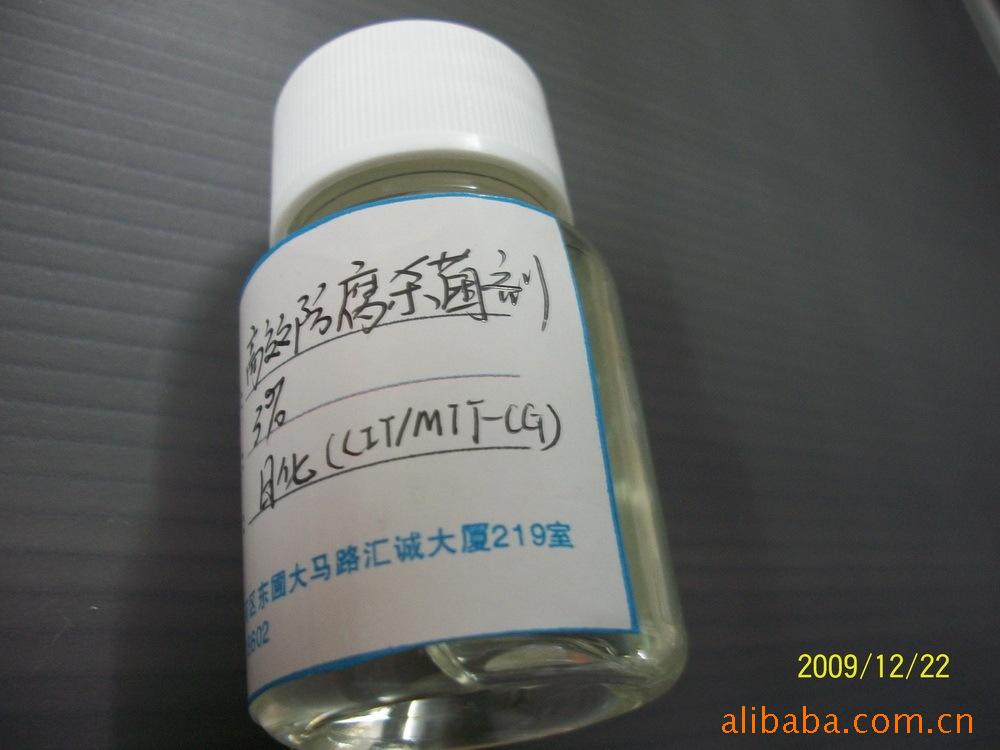 高效防腐杀菌剂
3%
日化(CIT/MIT-CG)
区东圃大马路汇诚大厦219室
602
2009/12/22
alibaba.com.cn